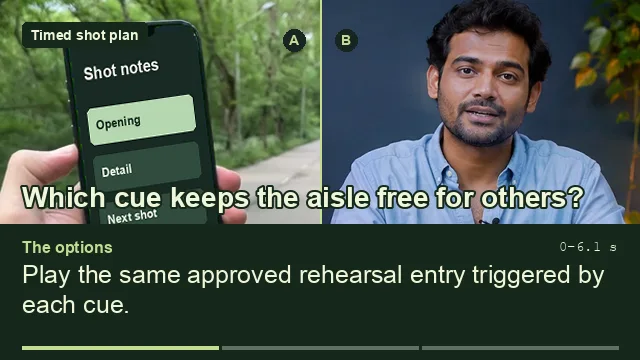 Timed shot plan
A
B
Shot notes
Opening
Detail
Next shot
Which cue keeps the aisle free for others?
The options
0–6.1 s
Play the same approved rehearsal entry triggered by
each cue.